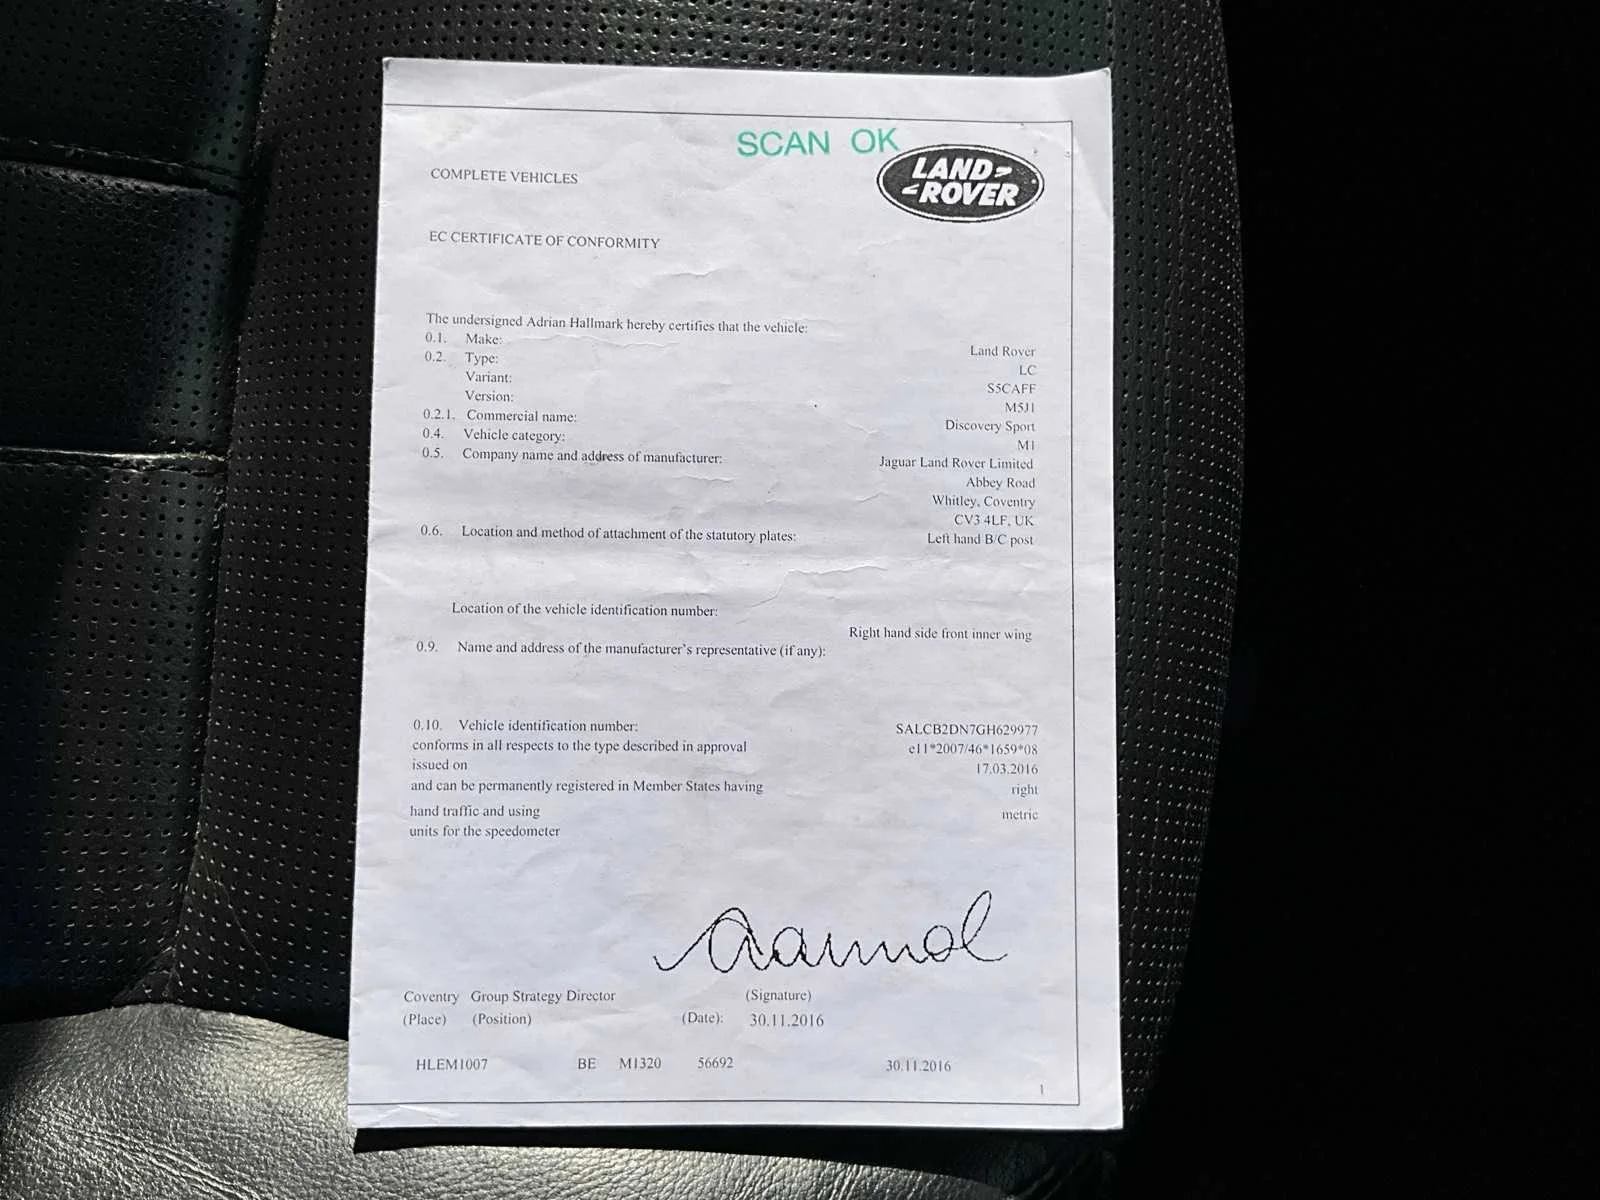 SCAN OK
LAND
ROVER
COMPLETE VEHICLES
EC CERTIFICATE OF CONFORMITY
The undersigned Adrian Hallmark hereby certifies that the vehicle:
0.1. Make: Land Rover
0.2. Type: LC
Variant: S5CAFF
Version: M5J1
0.2.1. Commercial name: Discovery Sport
0.4. Vehicle category: M1
0.5. Company name and address of manufacturer: Jaguar Land Rover Limited
Abbey Road
Whitley, Coventry
CV3 4LF, UK
0.6. Location and method of attachment of the statutory plates: Left hand B/C post
Location of the vehicle identification number:
Right hand side front inner wing
0.9. Name and address of the manufacturer's representative (if any):
0.10. Vehicle identification number: SALCB2DN7GH629977
conforms in all respects to the type described in approval e11*2007/46*1659*08
issued on 17.03.2016
and can be permanently registered in Member States having right
hand traffic and using metric
units for the speedometer
Coventry Group Strategy Director (Signature)
(Place) (Position) (Date): 30.11.2016
HLEM1007 BE M1320 56692 30.11.2016
1